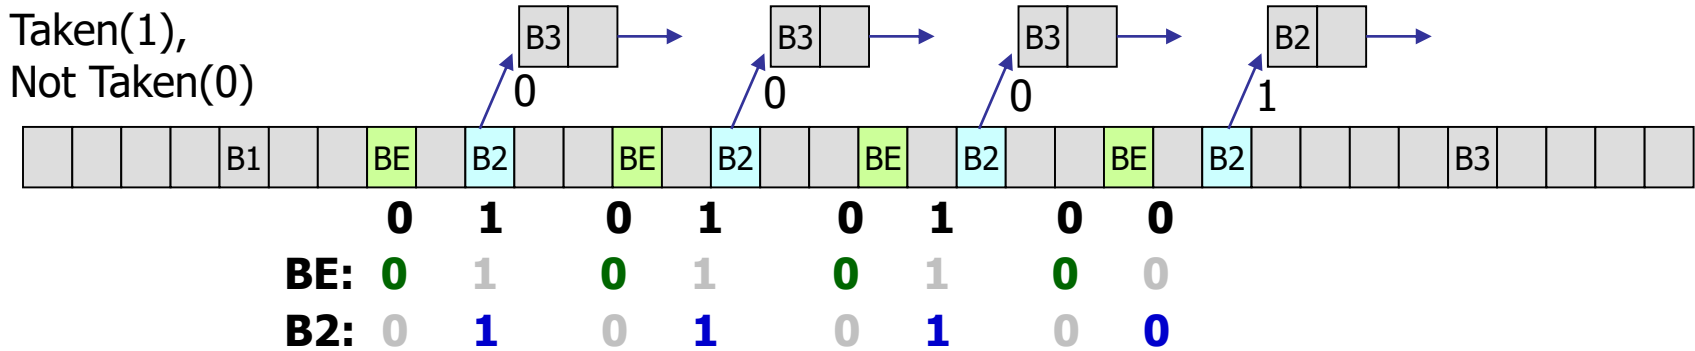 Taken(1),
Not Taken(0)
B3 B3 B3 B2
0 0 0 1
B1 BE B2 BE B2 BE B2 BE B2 B3
0 1 0 1 0 1 0 0
BE: 0 1 0 1 0 1 0 0
B2: 0 1 0 1 0 1 0 0